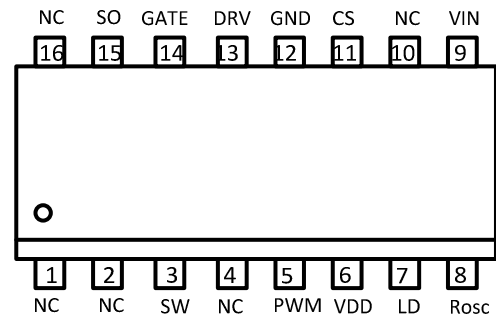 NC SO GATE DRV GND CS NC VIN
16 15 14 13 12 11 10 9
1 2 3 4 5 6 7 8
NC NC SW NC PWM VDD LD Rosc